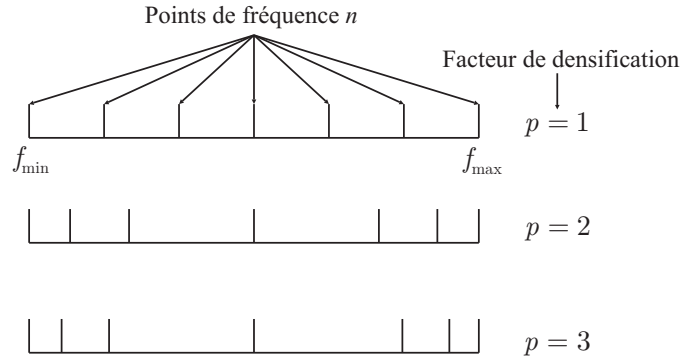 Points de fréquence n
Facteur de densification
p = 1
f_min
f_max
p = 2
p = 3